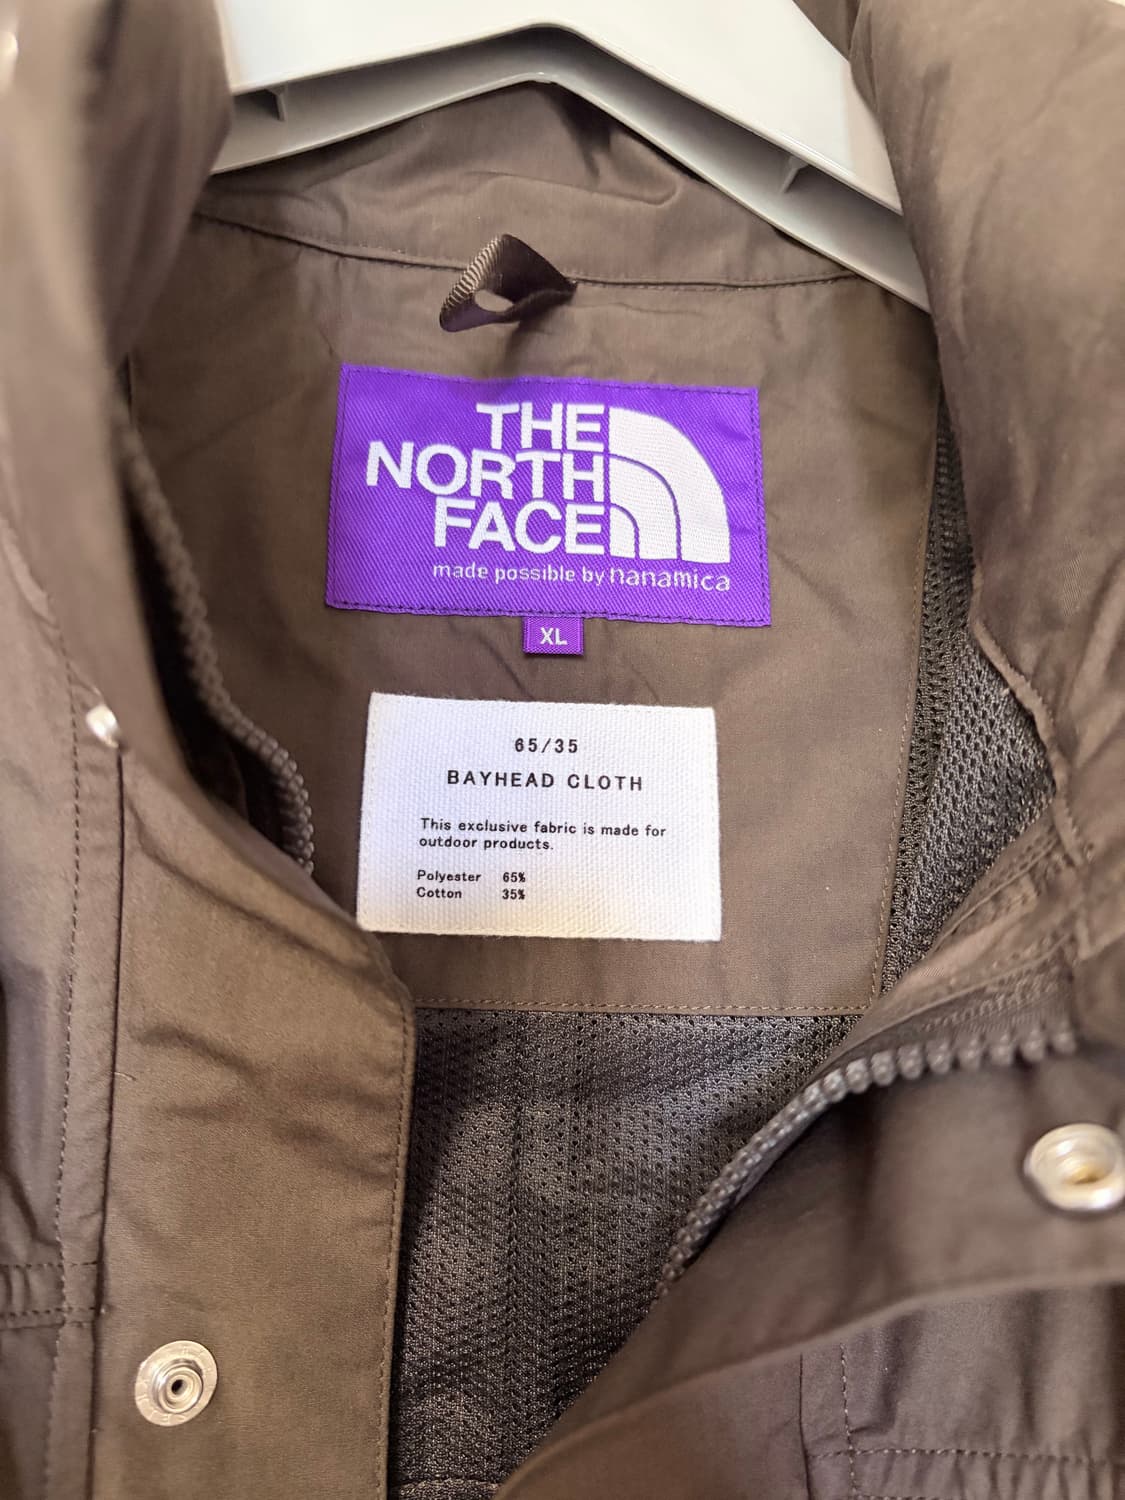 THE
NORTH
FACE
made possible by nanamica
XL
65/35
BAYHEAD CLOTH
This exclusive fabric is made for
outdoor products.
Polyester 65%
Cotton 35%